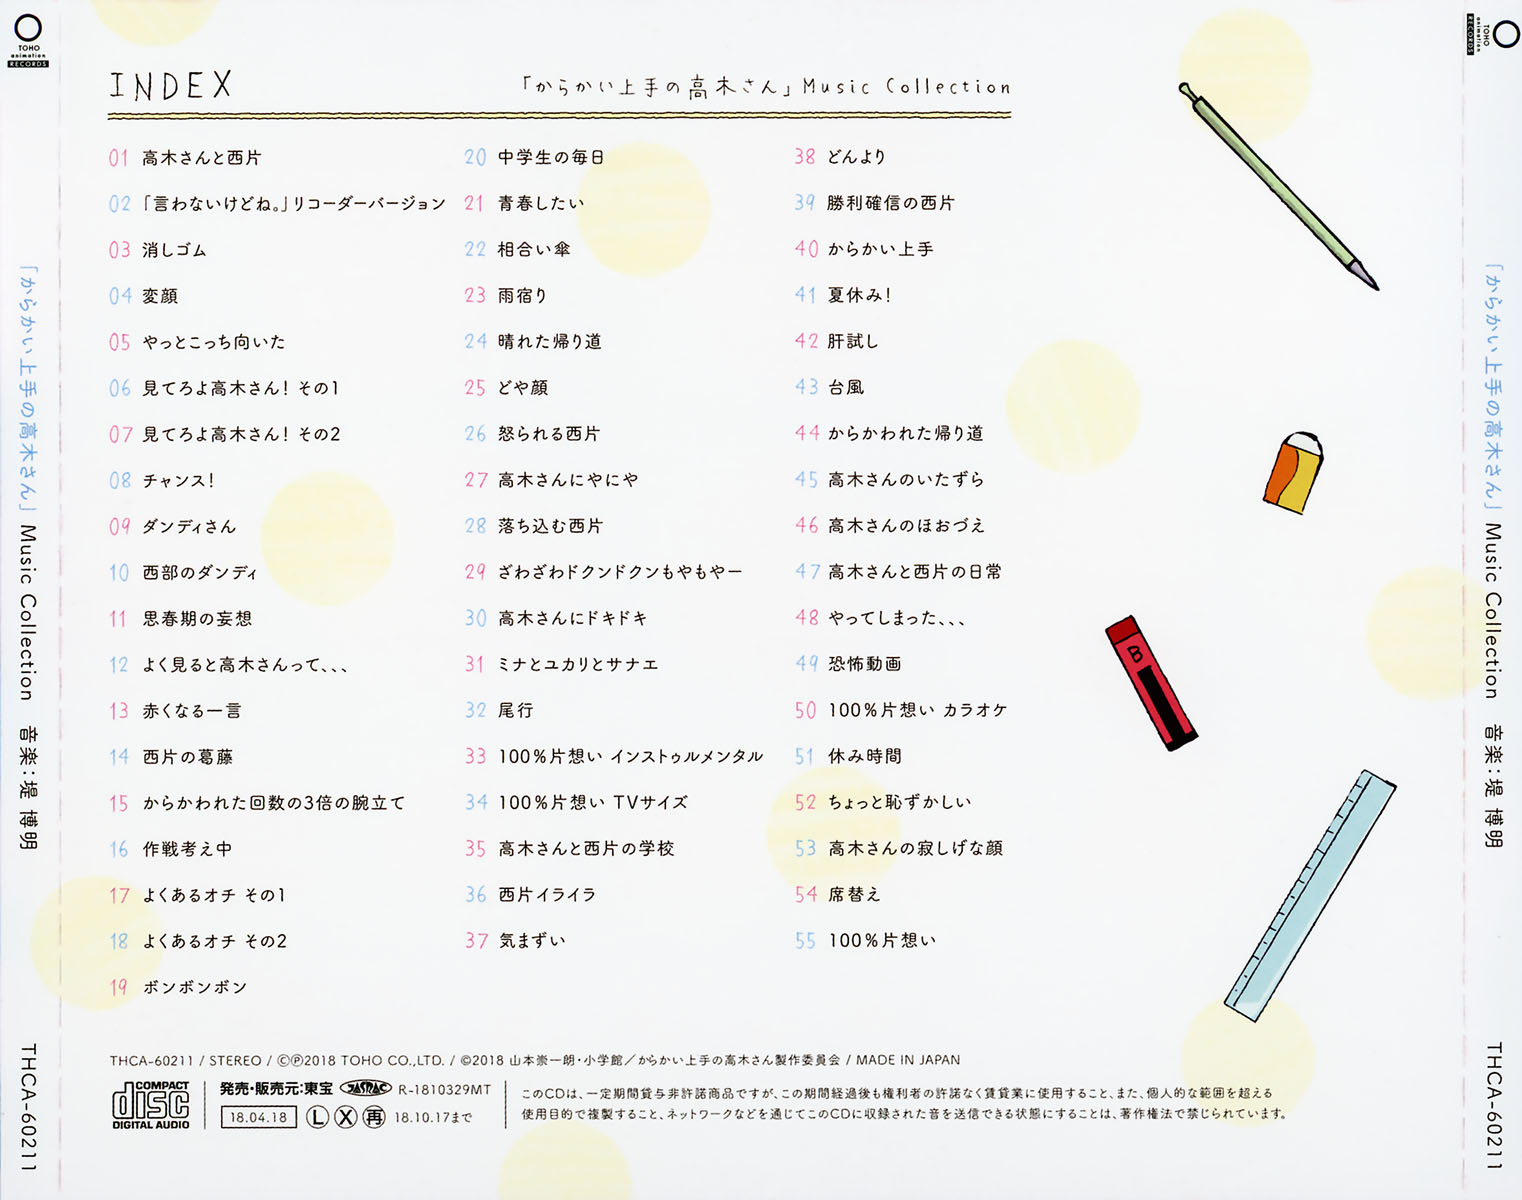 TOHO
animation
RECORDS
「からかい上手の高木さん」 Music Collection 音楽：堤 博明
THCA-60211
INDEX
「からかい上手の高木さん」Music Collection
01 高木さんと西片
02 「言わないけどね。」リコーダーバージョン
03 消しゴム
04 変顔
05 やっとこっち向いた
06 見てろよ高木さん！ その1
07 見てろよ高木さん！ その2
08 チャンス！
09 ダンディさん
10 西部のダンディ
11 思春期の妄想
12 よく見ると高木さんって、、、
13 赤くなる一言
14 西片の葛藤
15 からかわれた回数の3倍の腕立て
16 作戦考え中
17 よくあるオチ その1
18 よくあるオチ その2
19 ボンボンボン
20 中学生の毎日
21 青春したい
22 相合い傘
23 雨宿り
24 晴れた帰り道
25 どや顔
26 怒られる西片
27 高木さんにやにや
28 落ち込む西片
29 ざわざわドクンドクンもやもやー
30 高木さんにドキドキ
31 ミナとユカリとサナエ
32 尾行
33 100%片想い インストゥルメンタル
34 100%片想い TVサイズ
35 高木さんと西片の学校
36 西片イライラ
37 気まずい
38 どんより
39 勝利確信の西片
40 からかい上手
41 夏休み！
42 肝試し
43 台風
44 からかわれた帰り道
45 高木さんのいたずら
46 高木さんのほおづえ
47 高木さんと西片の日常
48 やってしまった、、、
49 恐怖動画
50 100%片想い カラオケ
51 休み時間
52 ちょっと恥ずかしい
53 高木さんの寂しげな顔
54 席替え
55 100%片想い
B
THCA-60211 / STEREO / ©℗2018 TOHO CO.,LTD. / ©2018 山本崇一朗・小学館／からかい上手の高木さん製作委員会 / MADE IN JAPAN
COMPACT
disc
DIGITAL AUDIO
発売・販売元：東宝 JASRAC R-1810329MT
18.04.18 L X 再 18.10.17まで
このCDは、一定期間貸与非許諾商品ですが、この期間経過後も権利者の許諾なく賃貸業に使用すること、また、個人的な範囲を超える
使用目的で複製すること、ネットワークなどを通じてこのCDに収録された音を送信できる状態にすることは、著作権法で禁じられています。
TOHO
animation
RECORDS
「からかい上手の高木さん」 Music Collection 音楽：堤 博明
THCA-60211